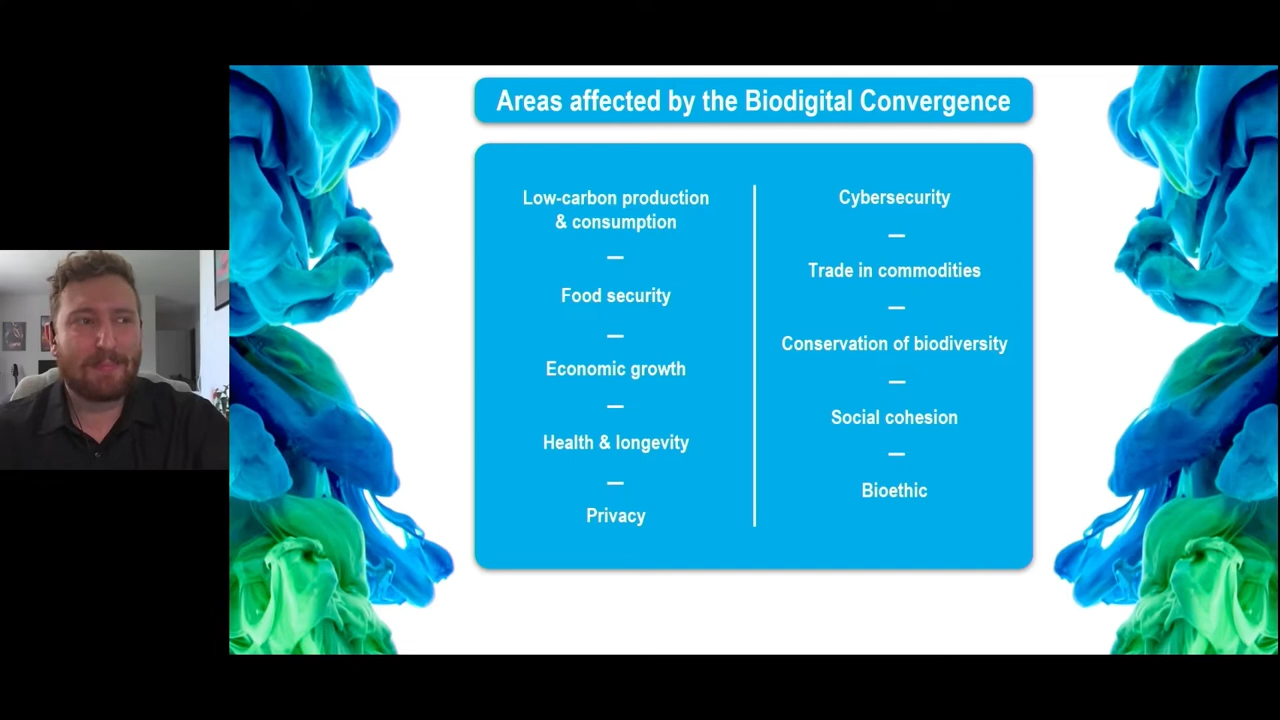 Areas affected by the Biodigital Convergence
Low-carbon production
& consumption
Food security
Economic growth
Health & longevity
Privacy
Cybersecurity
Trade in commodities
Conservation of biodiversity
Social cohesion
Bioethic